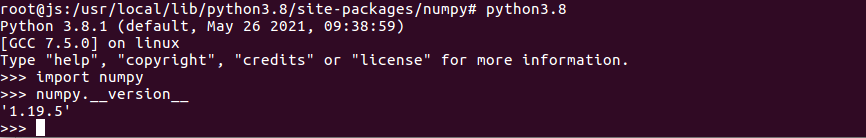 root@js:/usr/local/lib/python3.8/site-packages/numpy# python3.8
Python 3.8.1 (default, May 26 2021, 09:38:59)
[GCC 7.5.0] on linux
Type "help", "copyright", "credits" or "license" for more information.
>>> import numpy
>>> numpy.__version__
'1.19.5'
>>>